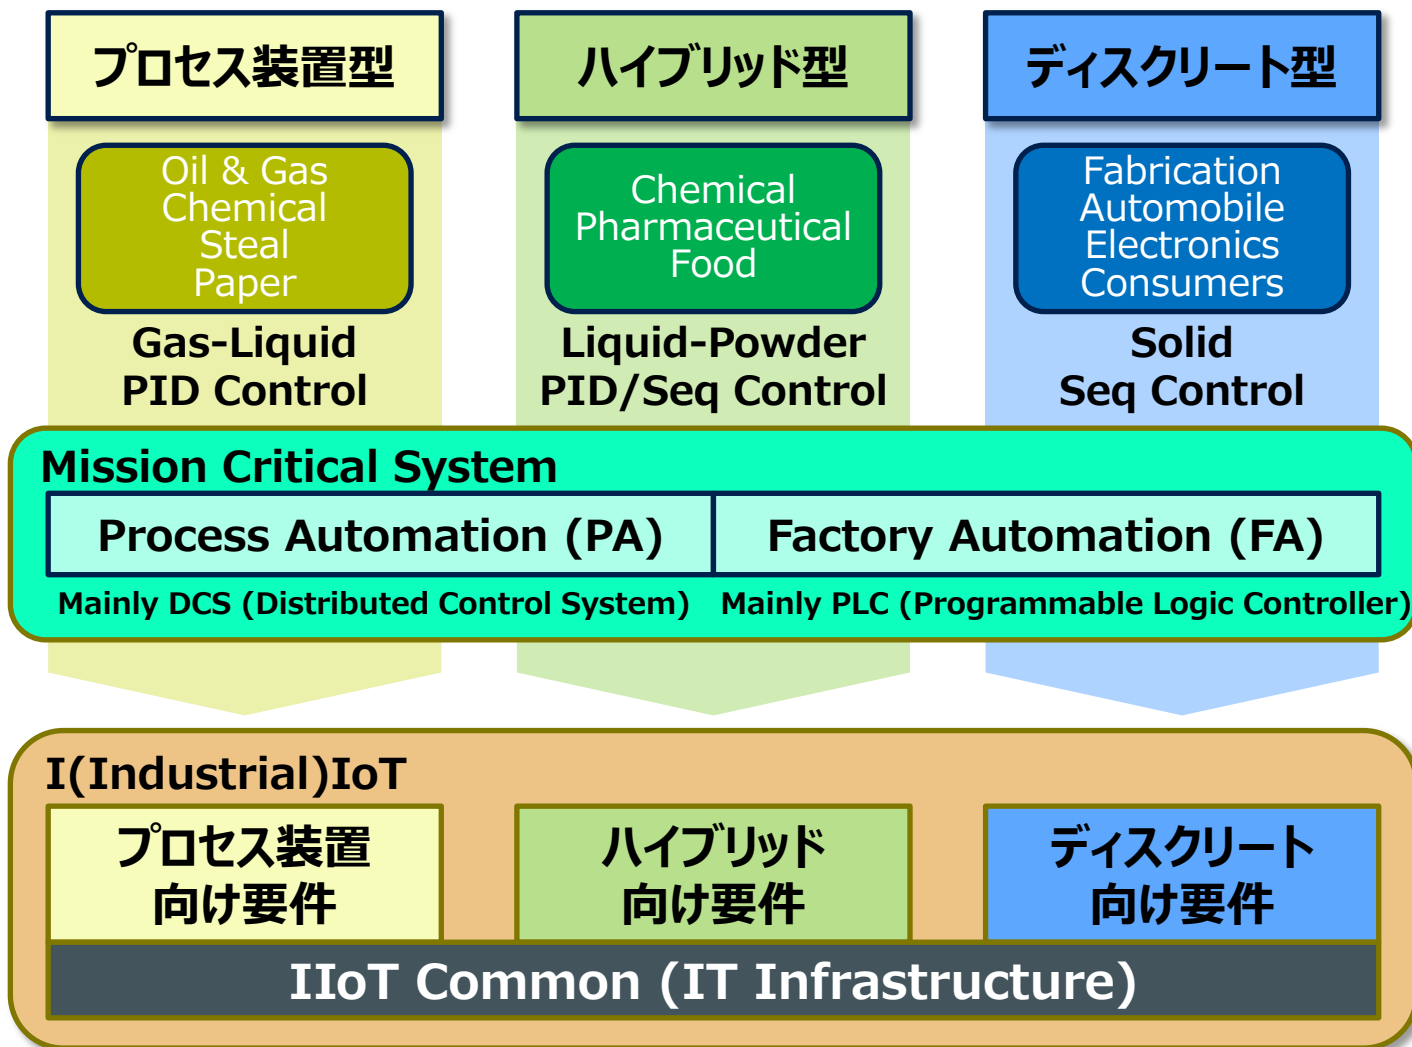 プロセス装置型
ハイブリッド型
ディスクリート型
Oil & Gas
Chemical
Steal
Paper
Chemical
Pharmaceutical
Food
Fabrication
Automobile
Electronics
Consumers
Gas-Liquid
PID Control
Liquid-Powder
PID/Seq Control
Solid
Seq Control
Mission Critical System
Process Automation (PA)
Factory Automation (FA)
Mainly DCS (Distributed Control System)
Mainly PLC (Programmable Logic Controller)
I(Industrial)IoT
プロセス装置
向け要件
ハイブリッド
向け要件
ディスクリート
向け要件
IIoT Common (IT Infrastructure)